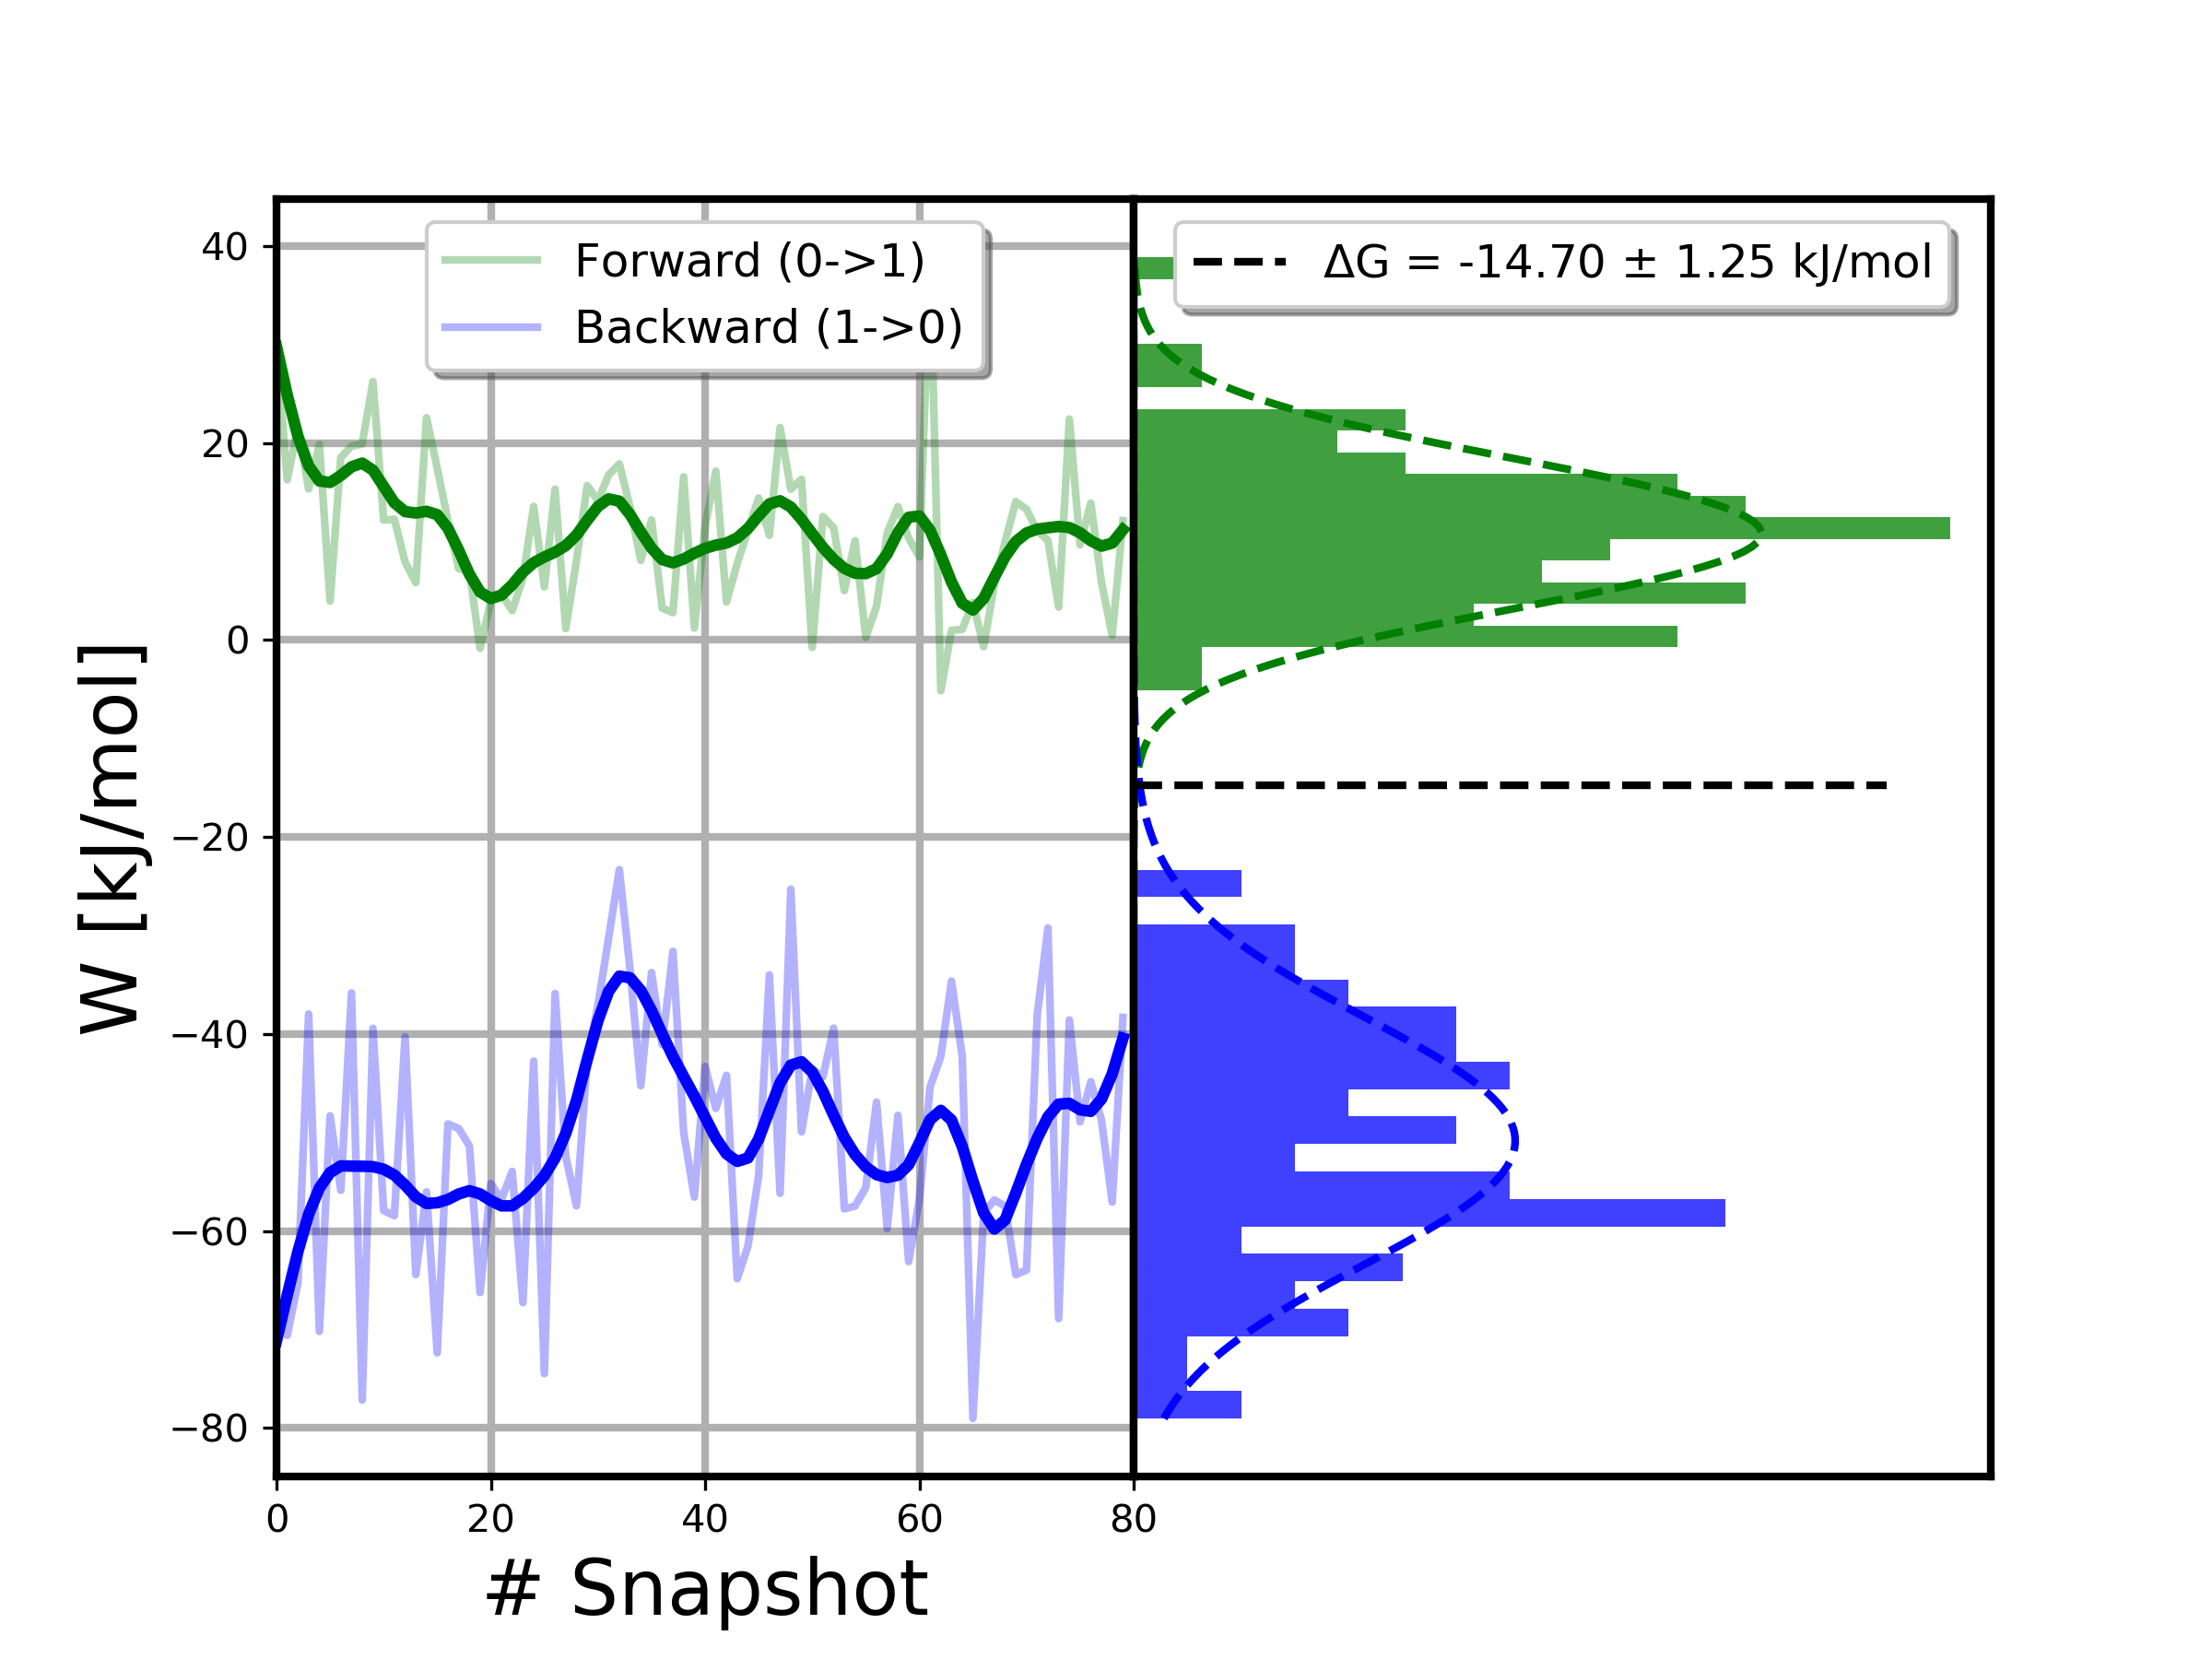 Forward (0->1)
Backward (1->0)
ΔG = -14.70 ± 1.25 kJ/mol
W [kJ/mol]
40
20
0
−20
−40
−60
−80
0 20 40 60 80
# Snapshot